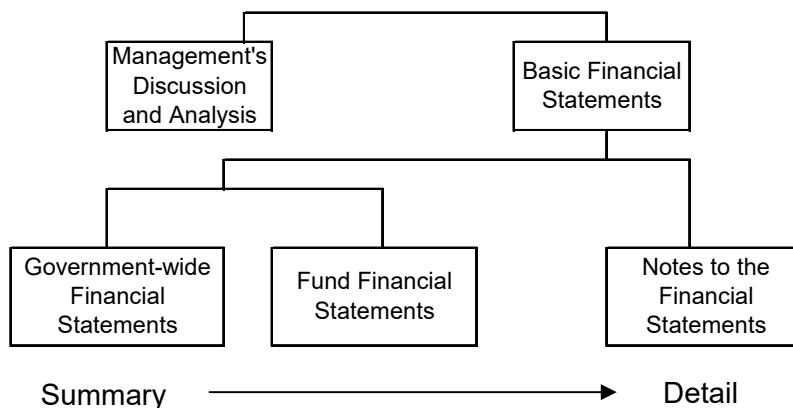 Management's
Discussion
and Analysis
Basic Financial
Statements
Government-wide
Financial
Statements
Fund Financial
Statements
Notes to the
Financial
Statements
Summary
Detail